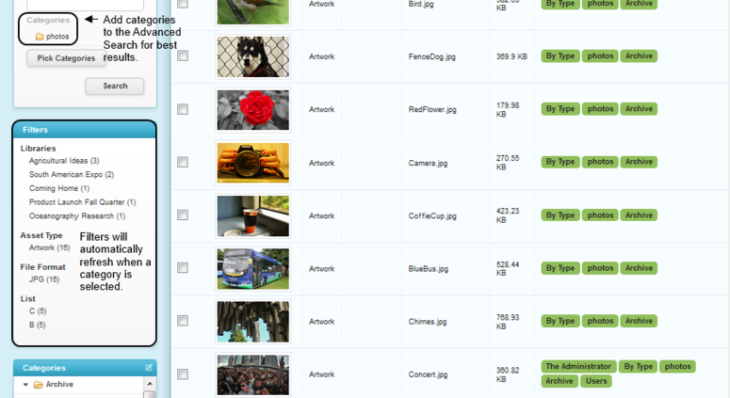 Categories
photos
Pick Categories
Search
Add categories
to the Advanced
Search for best
results.
Filters
Libraries
Agricultural Ideas (3)
South American Expo (2)
Coming Home (1)
Product Launch Fall Quarter (1)
Oceanography Research (1)
Asset Type
Artwork (16)
File Format
JPG (16)
List
C (5)
B (5)
Filters will
automatically
refresh when a
category is
selected.
Categories
Archive
Artwork Bird.jpg KB By Type photos Archive
Artwork FenceDog.jpg 369.9 KB By Type photos Archive
Artwork RedFlower.jpg 179.98 KB By Type photos Archive
Artwork Camera.jpg 270.55 KB By Type photos Archive
Artwork CoffieCup.jpg 423.23 KB By Type photos Archive
Artwork BlueBus.jpg 528.44 KB By Type photos Archive
Artwork Chimes.jpg 768.93 KB By Type photos Archive
Artwork Concert.jpg 360.82 KB The Administrator By Type photos
Archive Users